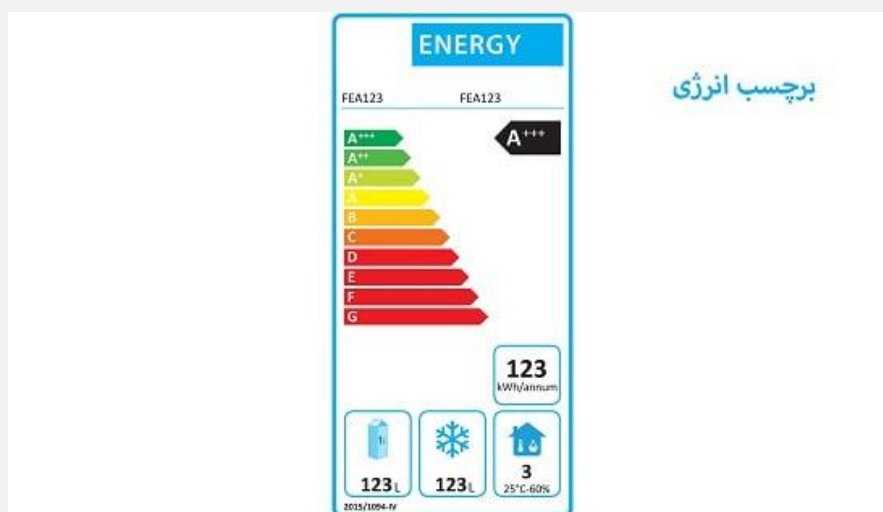 ENERGY
برچسب انرژی
FEA123 FEA123
A+++ A+++
A++
A+
A
B
C
D
E
F
G
123
kWh/annum
1L
123L 123L 3
25°C-60%
2015/1094-IV